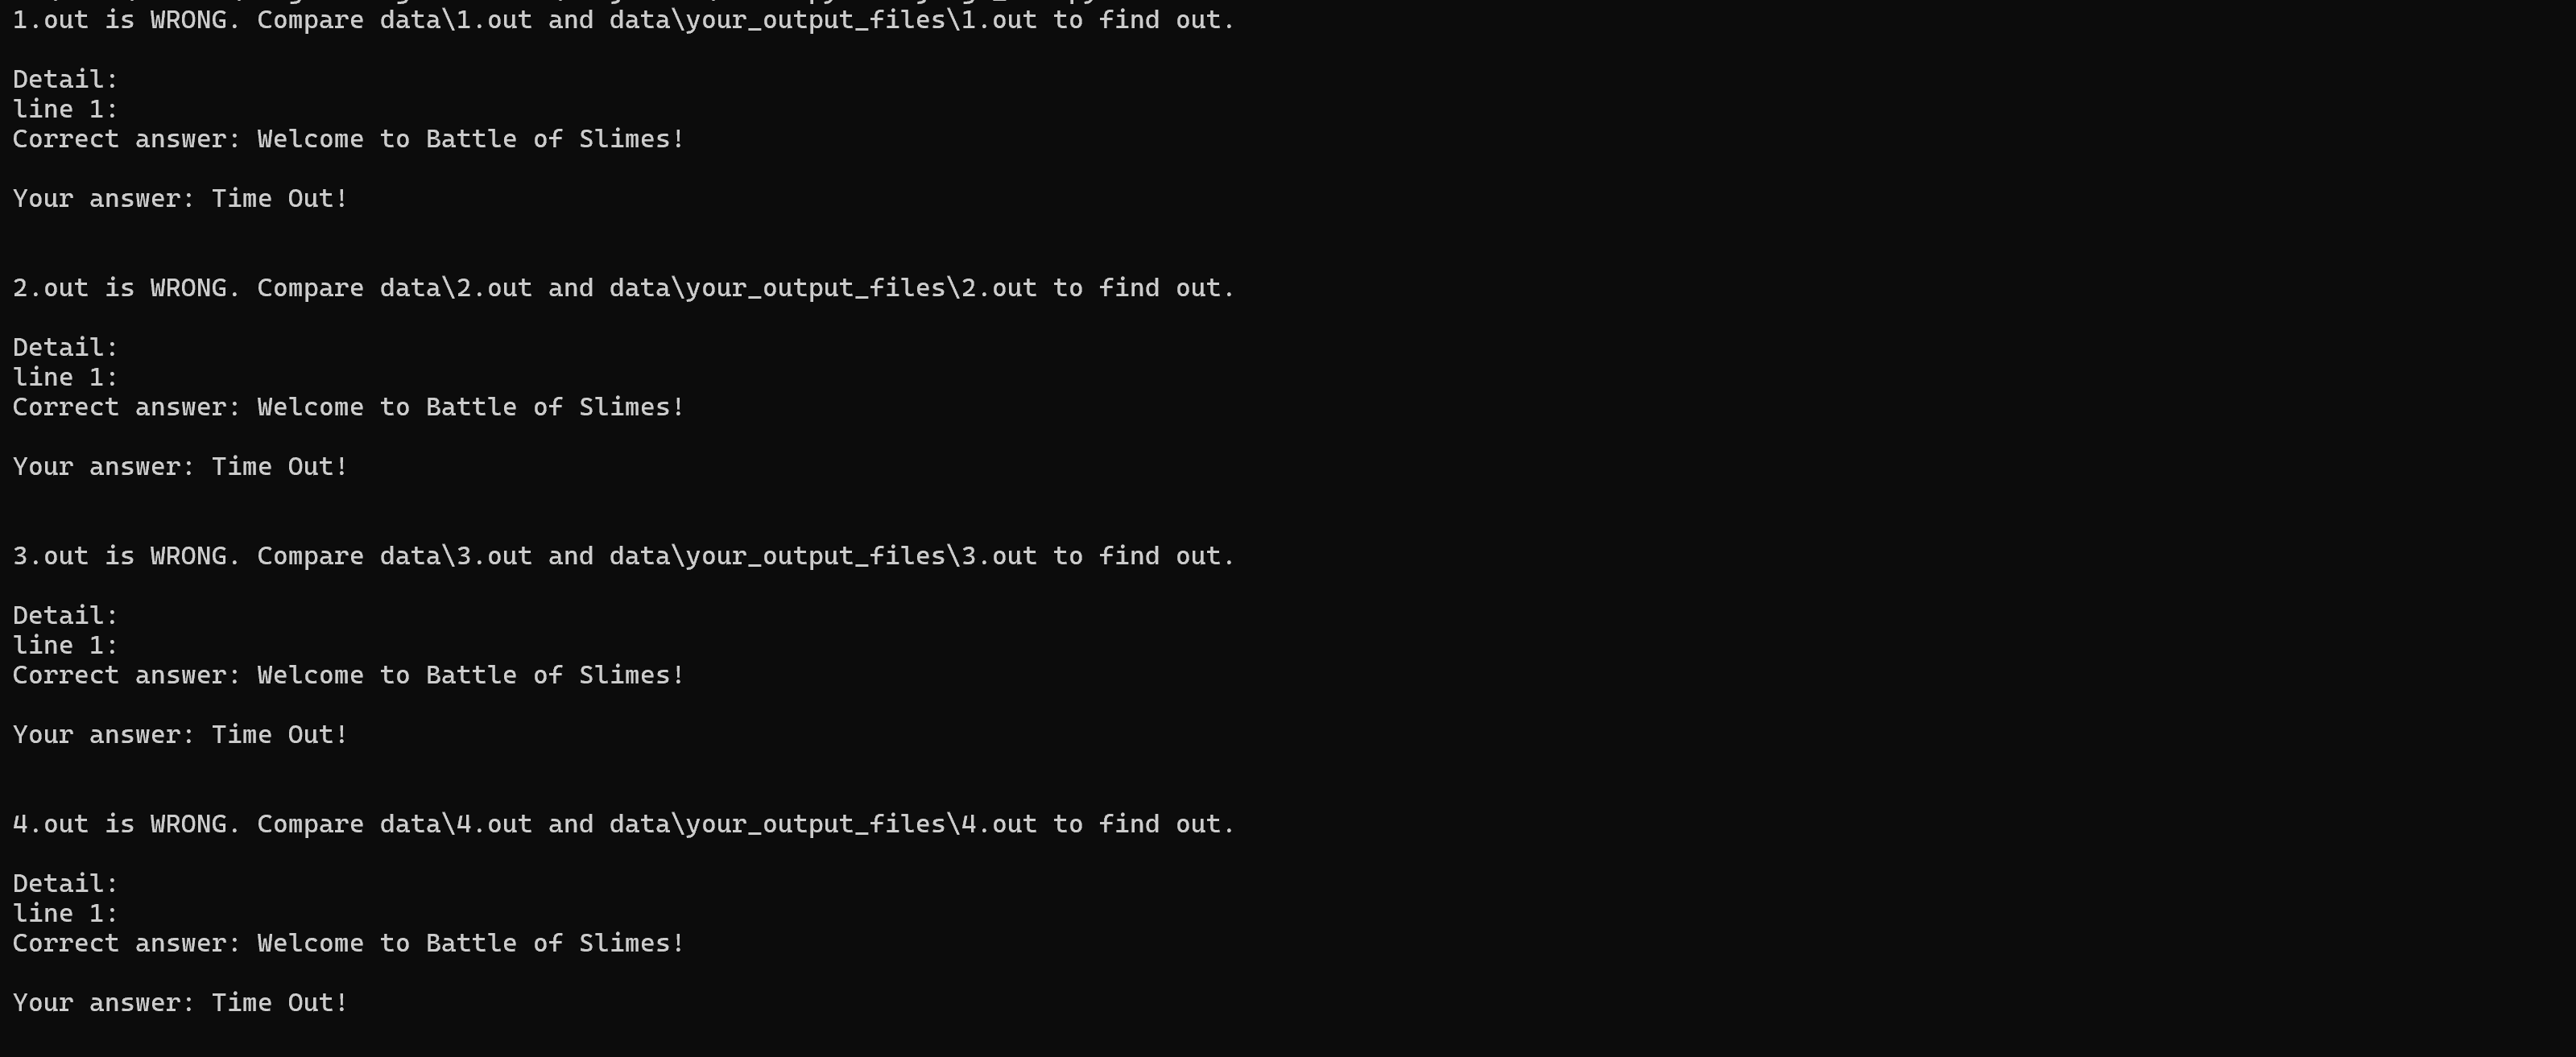 1.out is WRONG. Compare data\1.out and data\your_output_files\1.out to find out.
Detail:
line 1:
Correct answer: Welcome to Battle of Slimes!
Your answer: Time Out!
2.out is WRONG. Compare data\2.out and data\your_output_files\2.out to find out.
Detail:
line 1:
Correct answer: Welcome to Battle of Slimes!
Your answer: Time Out!
3.out is WRONG. Compare data\3.out and data\your_output_files\3.out to find out.
Detail:
line 1:
Correct answer: Welcome to Battle of Slimes!
Your answer: Time Out!
4.out is WRONG. Compare data\4.out and data\your_output_files\4.out to find out.
Detail:
line 1:
Correct answer: Welcome to Battle of Slimes!
Your answer: Time Out!